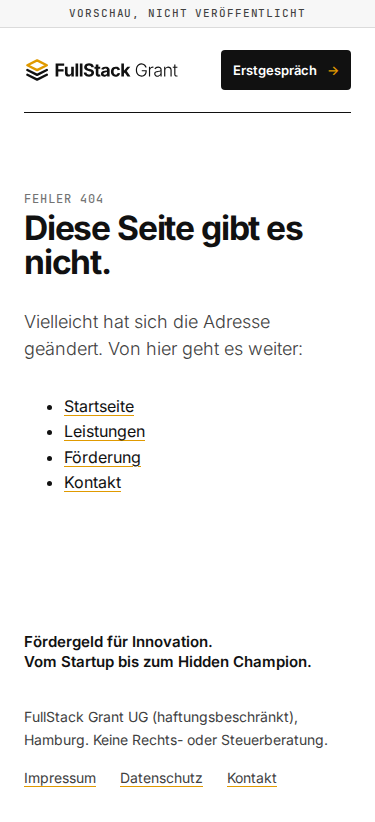 VORSCHAU, NICHT VERÖFFENTLICHT
FullStack Grant
Erstgespräch →
FEHLER 404
Diese Seite gibt es
nicht.
Vielleicht hat sich die Adresse
geändert. Von hier geht es weiter:
• Startseite
• Leistungen
• Förderung
• Kontakt
Fördergeld für Innovation.
Vom Startup bis zum Hidden Champion.
FullStack Grant UG (haftungsbeschränkt),
Hamburg. Keine Rechts- oder Steuerberatung.
Impressum Datenschutz Kontakt